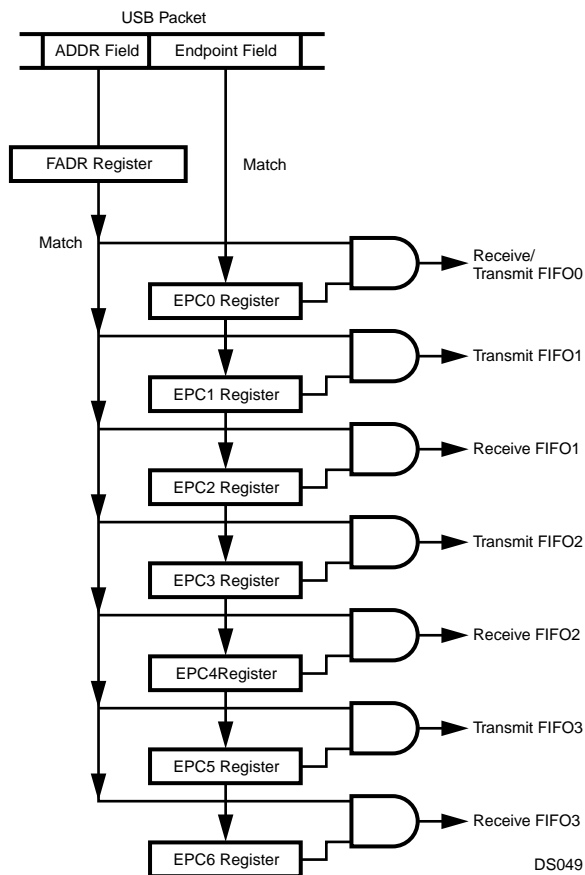 USB Packet
ADDR Field
Endpoint Field
FADR Register
Match
Match
Receive/
Transmit FIFO0
EPC0 Register
Transmit FIFO1
EPC1 Register
Receive FIFO1
EPC2 Register
Transmit FIFO2
EPC3 Register
Receive FIFO2
EPC4Register
Transmit FIFO3
EPC5 Register
Receive FIFO3
EPC6 Register
DS049